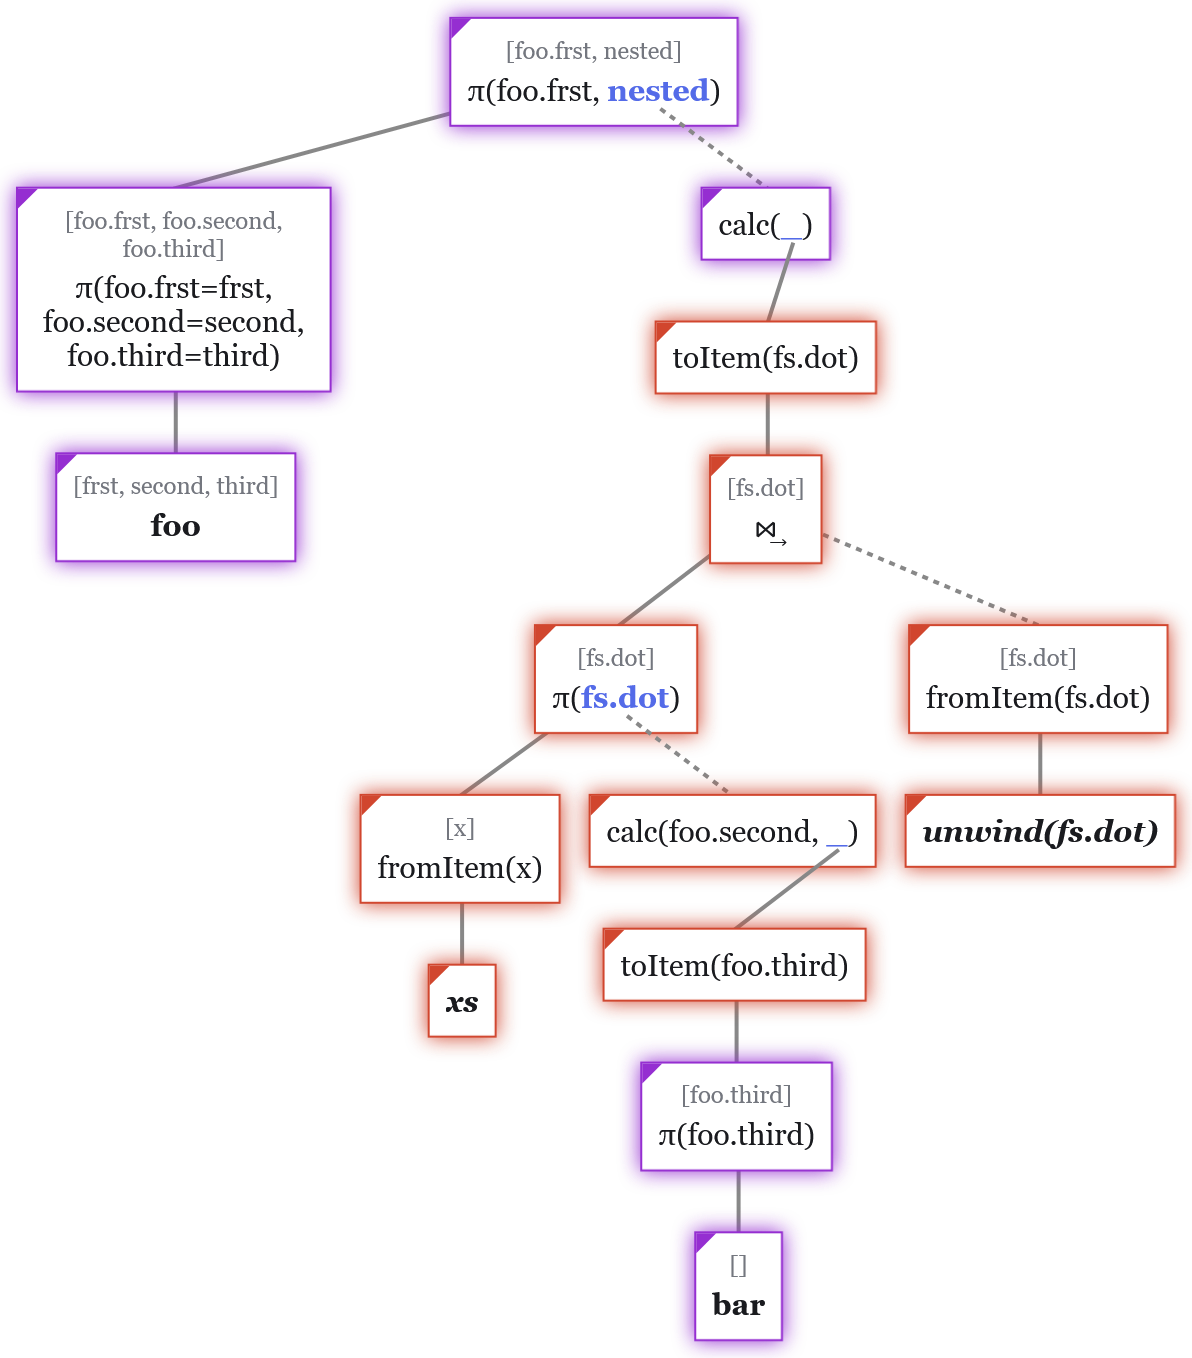 [foo.frst, nested]
π(foo.frst, nested)
[foo.frst, foo.second,
foo.third]
π(foo.frst=frst,
foo.second=second,
foo.third=third)
calc(_)
toItem(fs.dot)
[frst, second, third]
foo
[fs.dot]
⋈→
[fs.dot]
π(fs.dot)
[fs.dot]
fromItem(fs.dot)
[x]
fromItem(x)
calc(foo.second, _)
unwind(fs.dot)
xs
toItem(foo.third)
[foo.third]
π(foo.third)
[]
bar